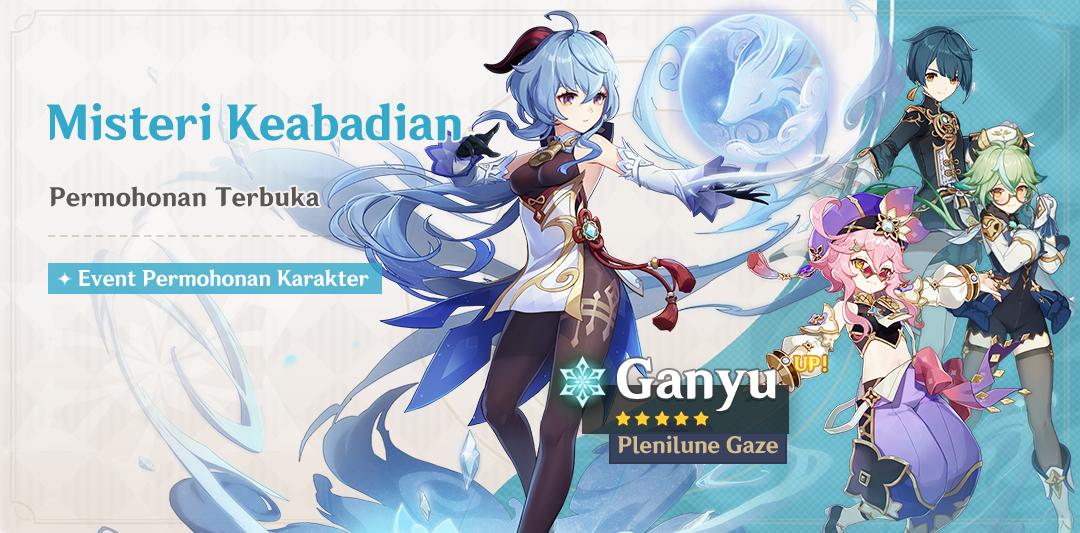 Misteri Keabadian
Permohonan Terbuka
Event Permohonan Karakter
Ganyu
UP!
Plenilune Gaze